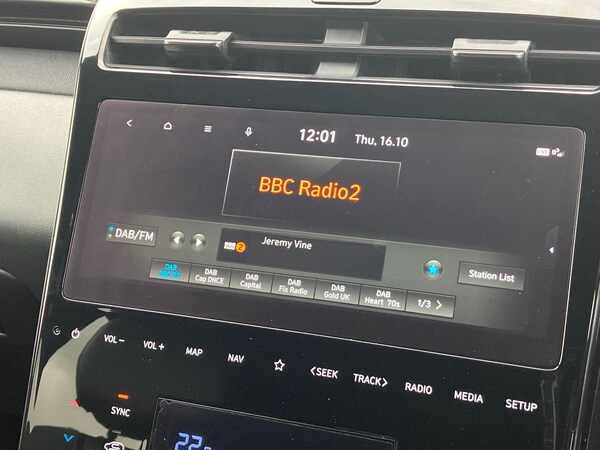 12:01 Thu, 16.10
BBC Radio2
DAB/FM
2 Jeremy Vine
Station List
DAB
DAB Cap DNCE
DAB Capital
DAB Fix Radio
DAB Gold UK
DAB Heart 70s
1/3 >
VOL- VOL+ MAP NAV <SEEK TRACK> RADIO MEDIA SETUP
SYNC
22